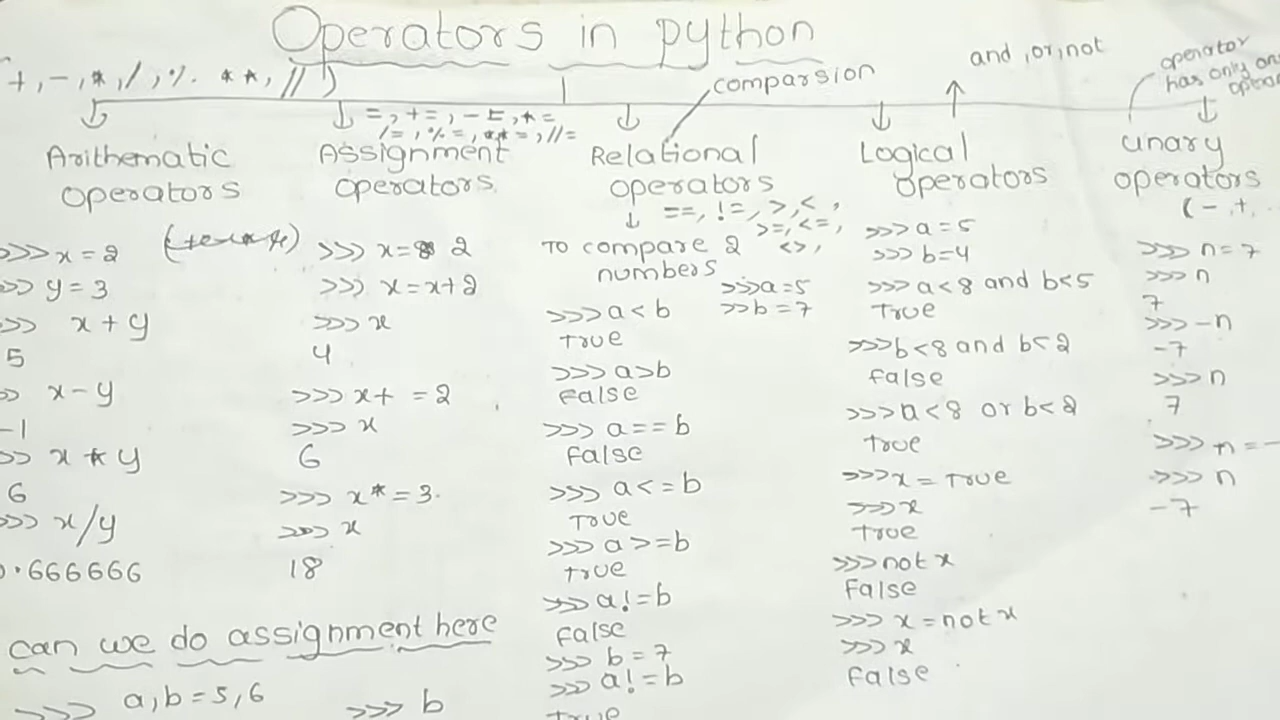 Operators in python
+, -, *, /, %. **, // )
comparsion
and, or, not
operator
has only
=, +=, -=, *=
/=, %=, **=, //=
Arithematic
operators
>>> x = 2
>> y = 3
>>> x + y
5
>> x - y
-1
>> x * y
6
>>> x/y
0.666666
Assignment
operators
>>> x = 2
>>> x = x+2
>>> x
4
>>> x+ = 2
>>> x
6
>>> x* = 3.
>>> x
18
can we do assignment here
>>> a,b = 5,6
>>> b
Relational
operators
==, !=, >, <,
>=, <=,
<>,
To compare 2
numbers
>>>a=5
>>b=7
>>>a<b
True
>>> a>b
False
>>> a==b
false
>>> a<=b
True
>>> a>=b
true
>>> a!=b
false
>>> b = 7
>>> a!=b
true
Logical
operators
>>> a=5
>>> b=4
>>> a<8 and b<5
True
>>>b<8 and b<2
false
>>>a<8 or b<2
true
>>>x = True
>>>x
true
>>>not x
false
>>> x = not x
>>> x
false
unary
operators
(-, +,
>>> n=7
>>> n
7
>>> -n
-7
>>> n
7
>>> n = -
>>> n
-7